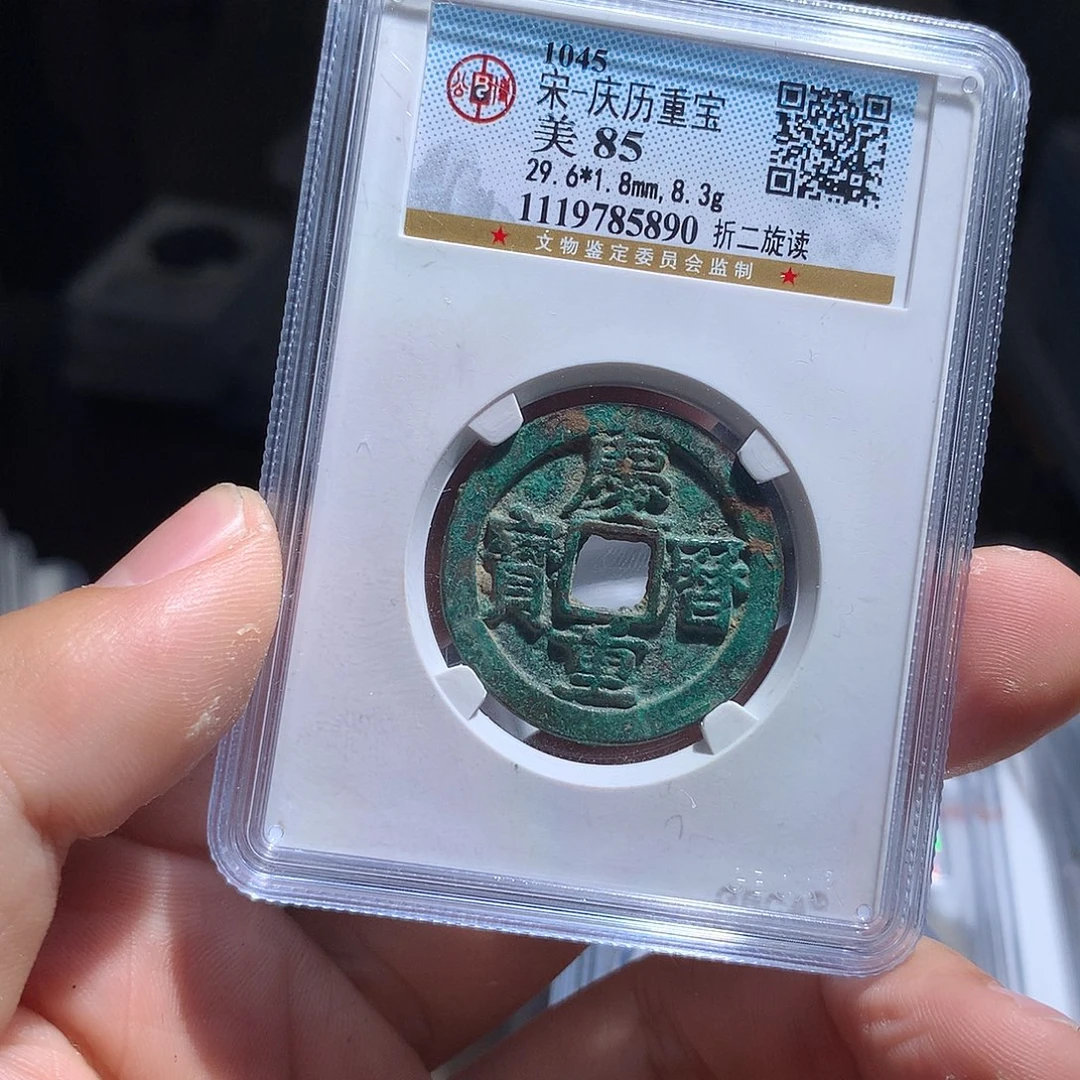 1045
宋-庆历重宝
美 85
29.6*1.8mm, 8.3g
1119785890 折二旋读
文物鉴定委员会监制
慶曆重寶